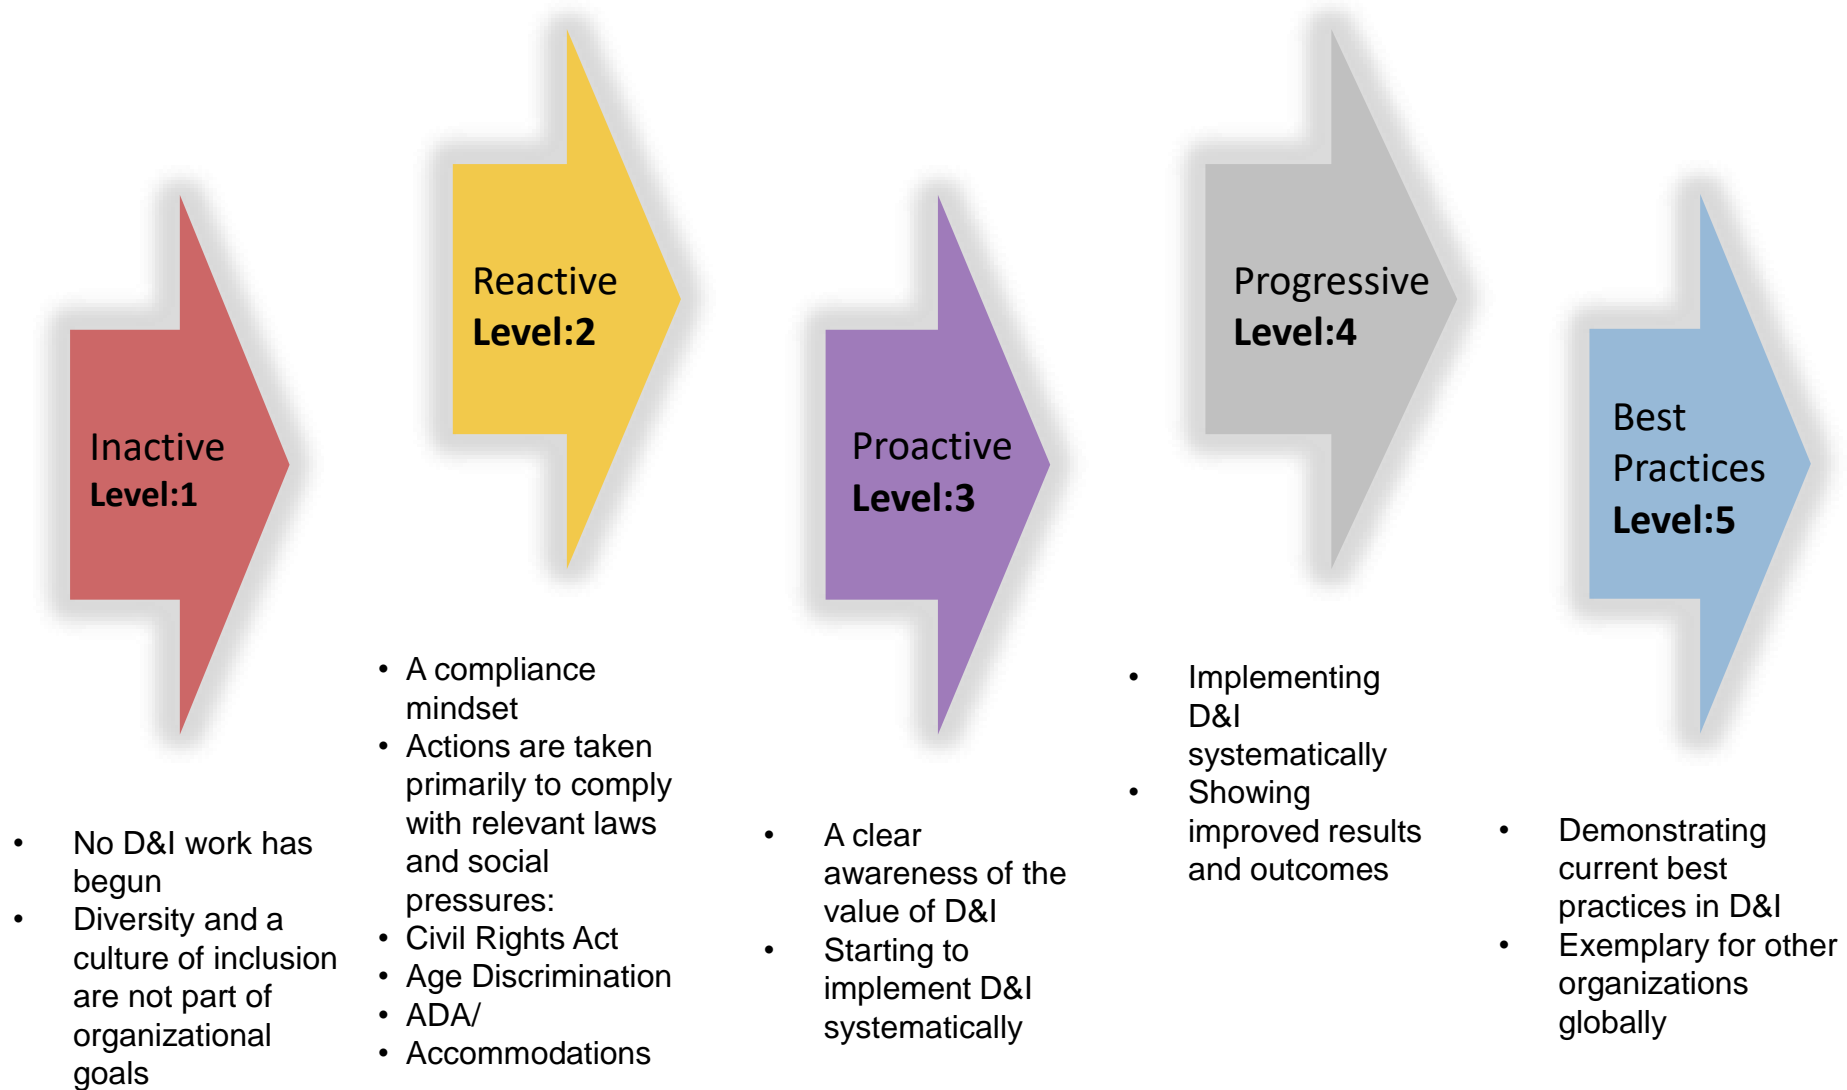 Inactive
Level:1
• No D&I work has
begun
• Diversity and a
culture of inclusion
are not part of
organizational
goals
Reactive
Level:2
• A compliance
mindset
• Actions are taken
primarily to comply
with relevant laws
and social
pressures:
• Civil Rights Act
• Age Discrimination
• ADA/
• Accommodations
Proactive
Level:3
• A clear
awareness of the
value of D&I
• Starting to
implement D&I
systematically
Progressive
Level:4
• Implementing
D&I
systematically
• Showing
improved results
and outcomes
Best
Practices
Level:5
• Demonstrating
current best
practices in D&I
• Exemplary for other
organizations
globally